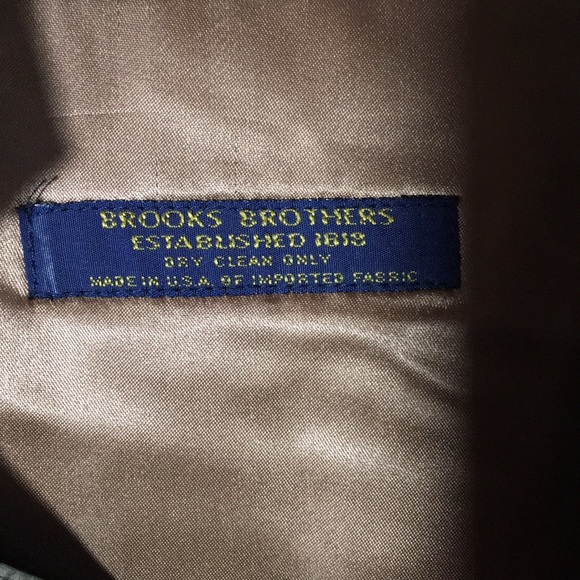 BROOKS BROTHERS
ESTABLISHED 1818
DRY CLEAN ONLY
MADE IN U.S.A. OF IMPORTED FABRIC